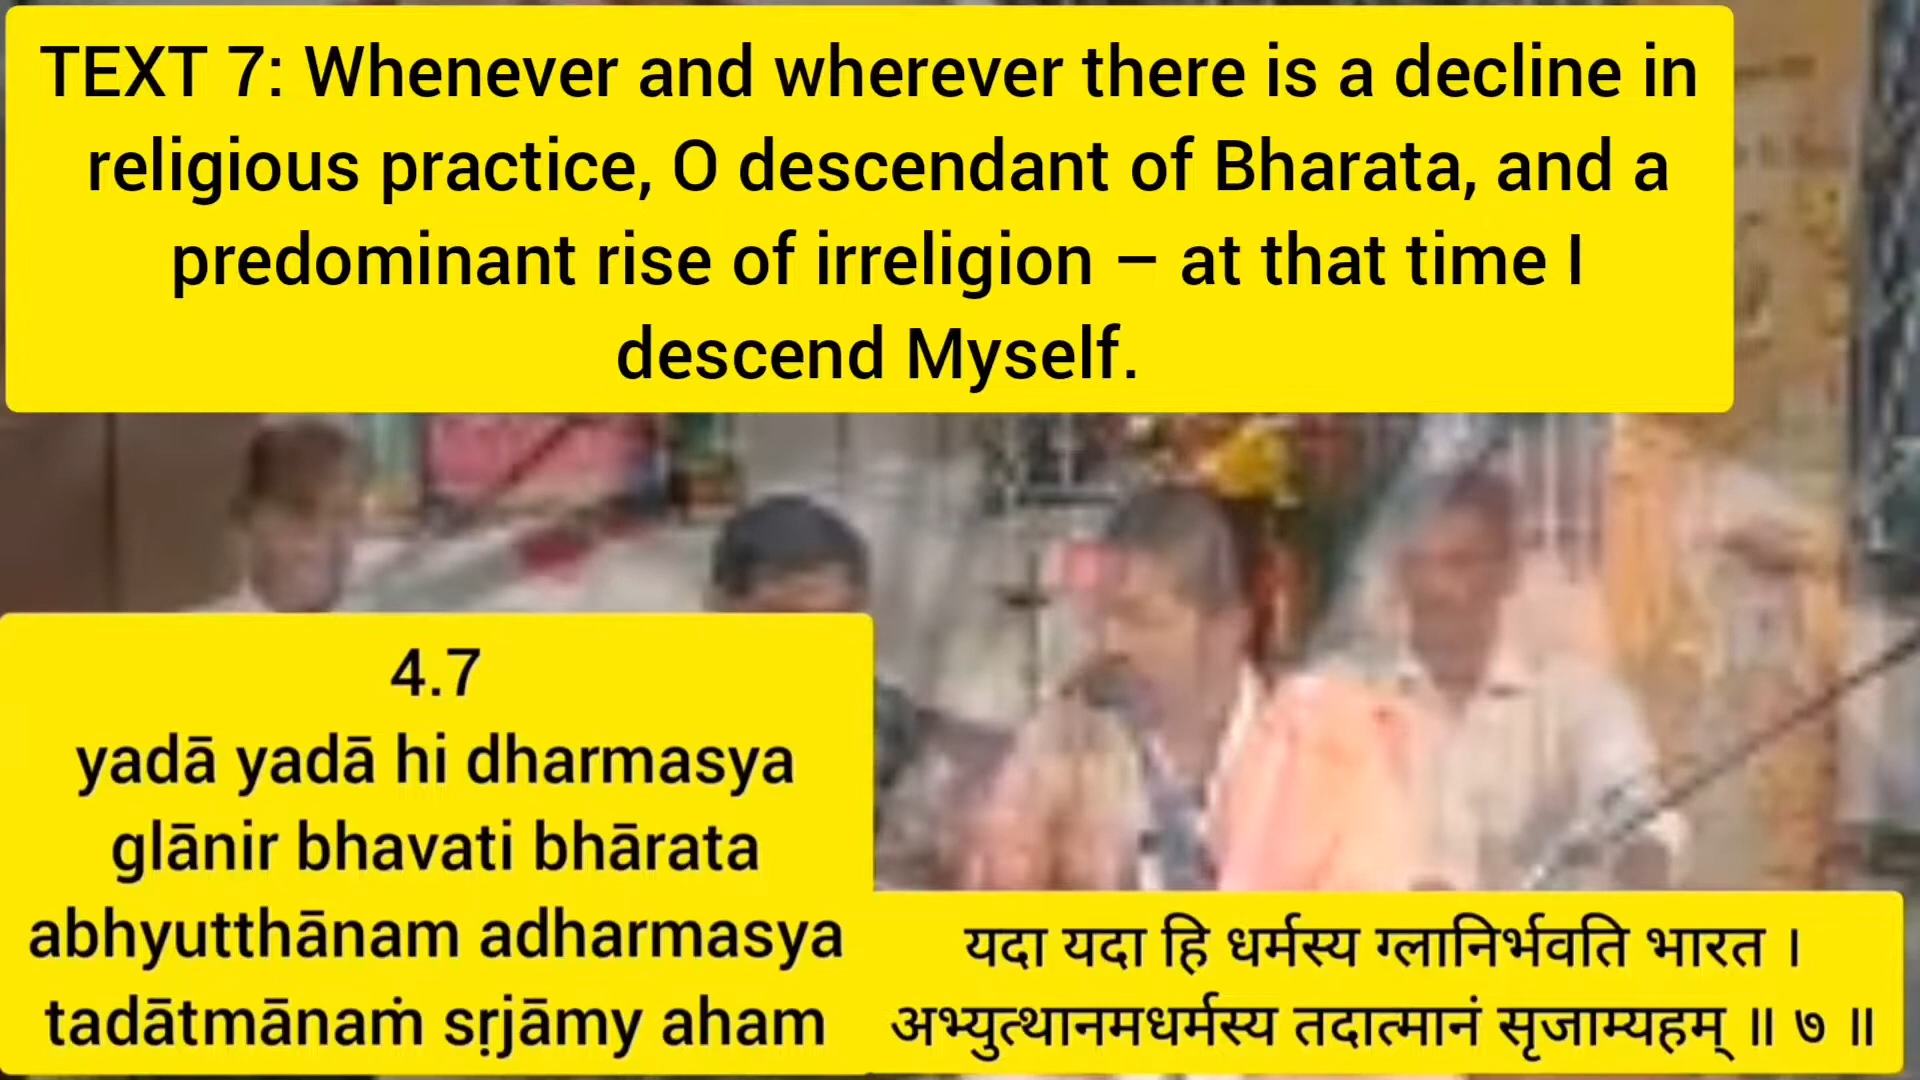 TEXT 7: Whenever and wherever there is a decline in
religious practice, O descendant of Bharata, and a
predominant rise of irreligion – at that time I
descend Myself.
4.7
yadā yadā hi dharmasya
glānir bhavati bhārata
abhyutthānam adharmasya
tadātmānaṁ sṛjāmy aham
यदा यदा हि धर्मस्य ग्लानिर्भवति भारत ।
अभ्युत्थानमधर्मस्य तदात्मानं सृजाम्यहम् ॥ ७ ॥